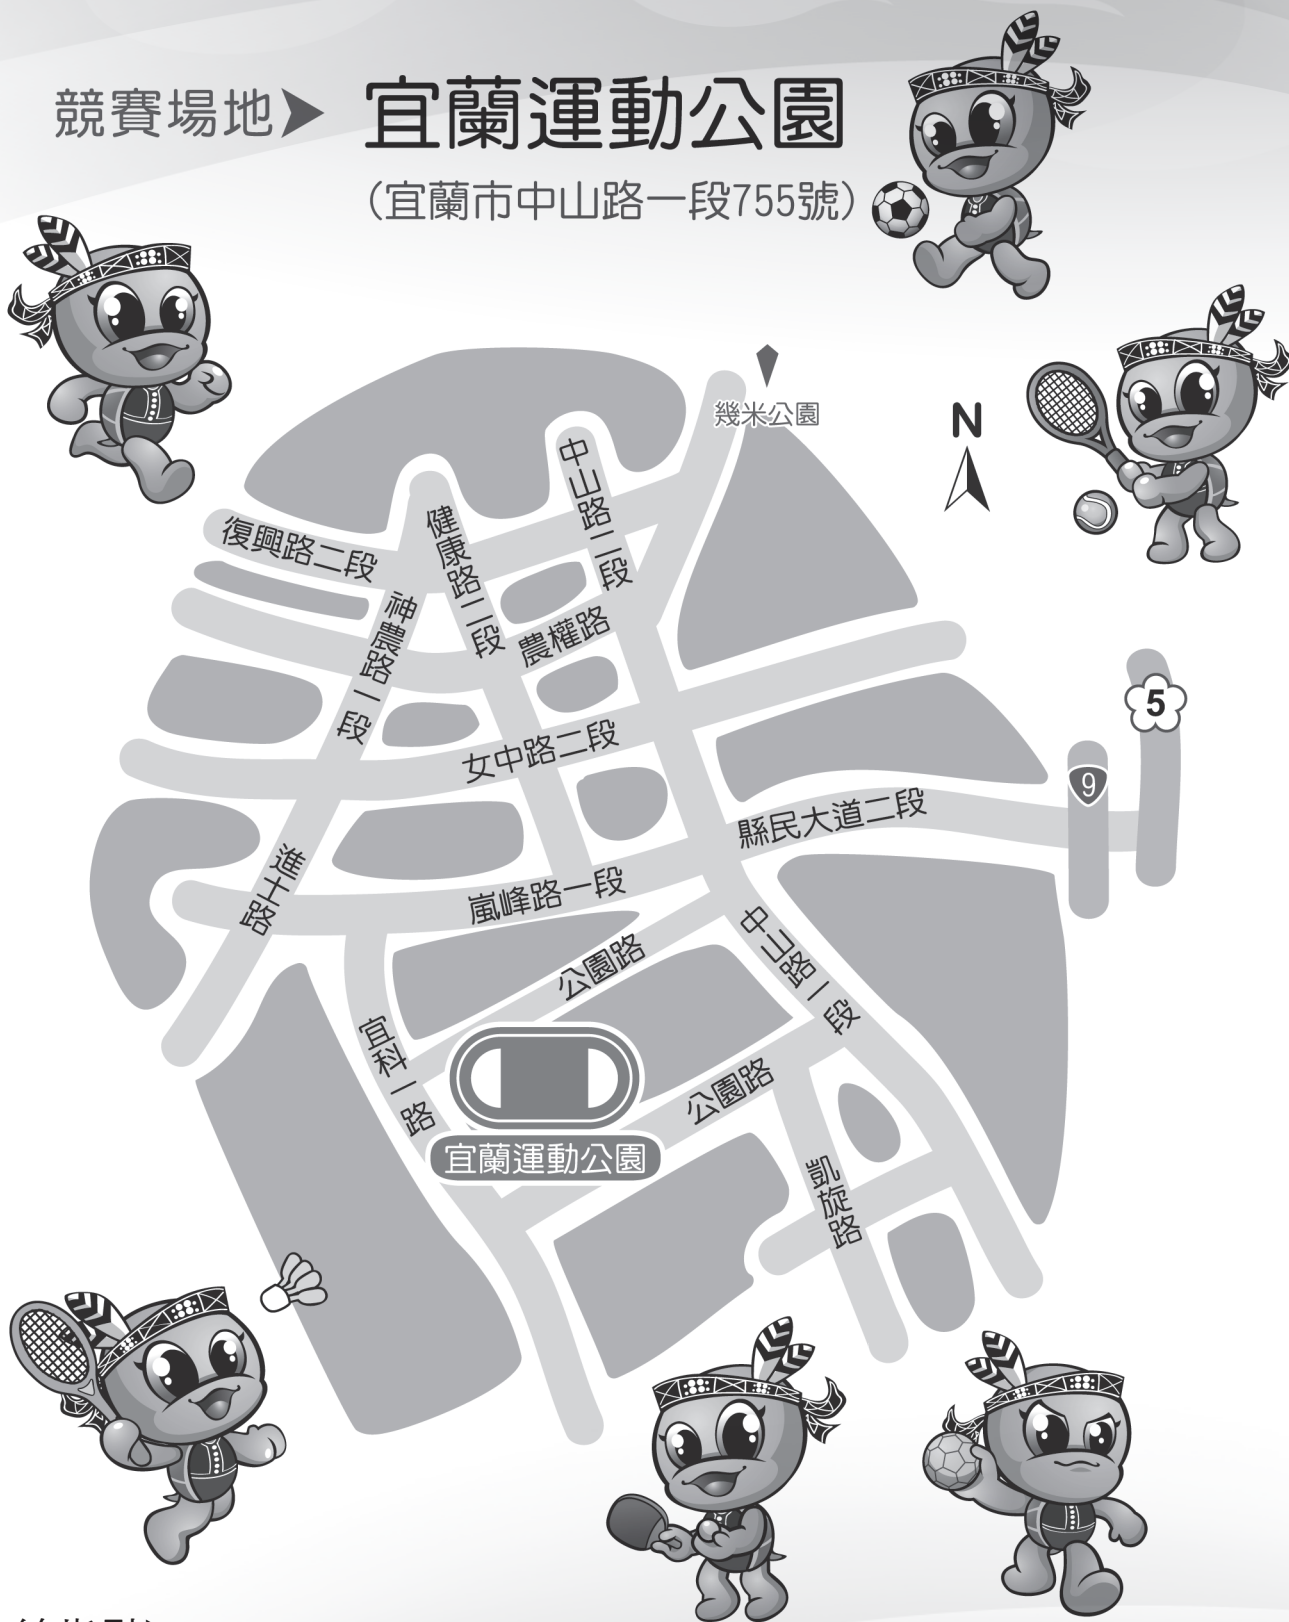 競賽場地 宜蘭運動公園
(宜蘭市中山路一段755號)
幾米公園
N
中山路二段
復興路二段
健康路二段
神農路一段
農權路
5
女中路二段
9
縣民大道二段
進士路
嵐峰路一段
公園路
中山路一段
宜科一路
公園路
宜蘭運動公園
凱旋路